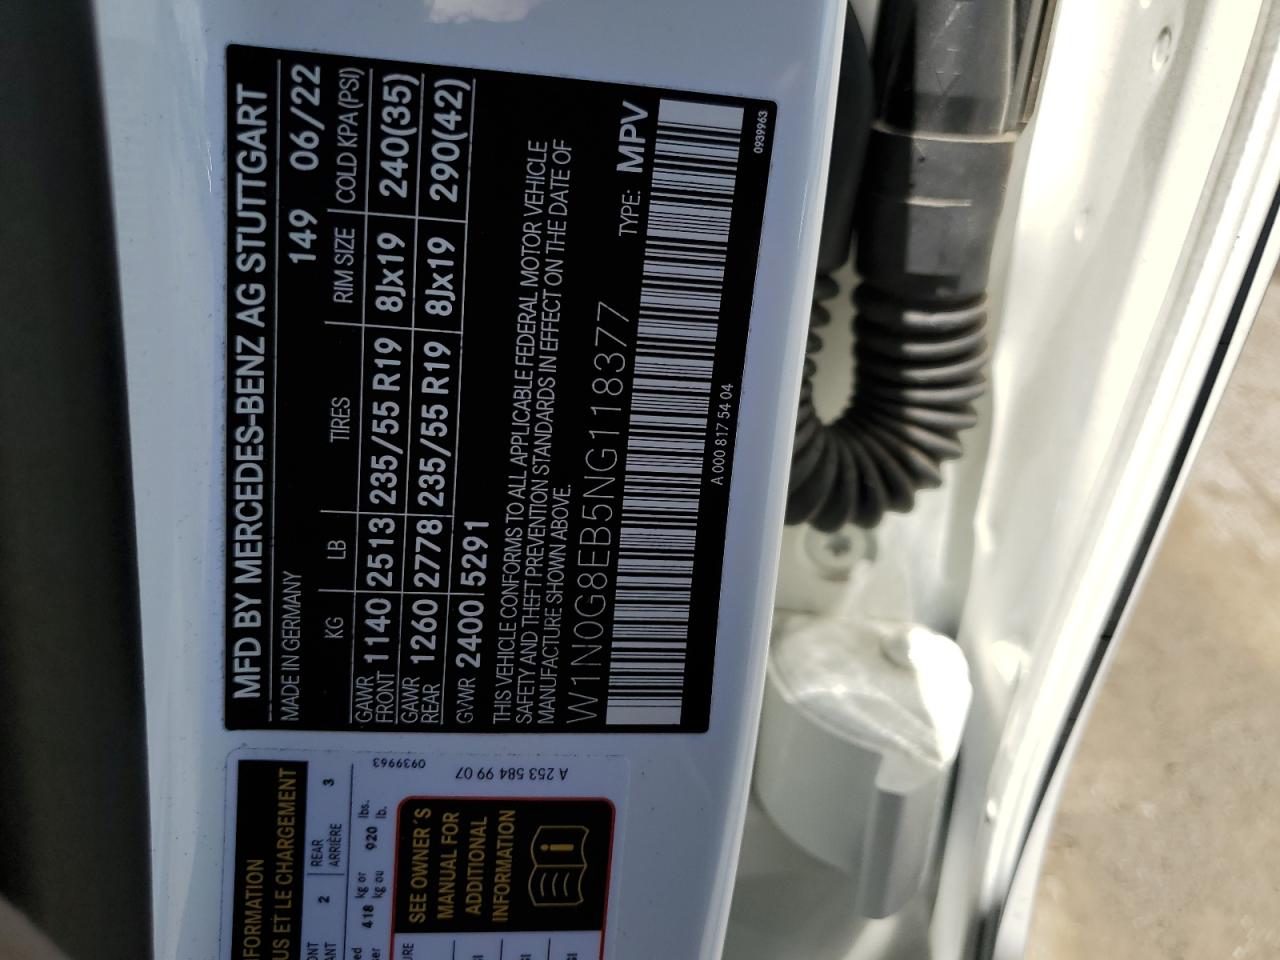 MFD BY MERCEDES-BENZ AG STUTTGART
MADE IN GERMANY 149 06/22
KG LB TIRES RIM SIZE COLD KPA(PSI)
GAWR FRONT 1140 2513 235/55 R19 8Jx19 240(35)
GAWR REAR 1260 2778 235/55 R19 8Jx19 290(42)
GVWR 2400 5291
THIS VEHICLE CONFORMS TO ALL APPLICABLE FEDERAL MOTOR VEHICLE
SAFETY AND THEFT PREVENTION STANDARDS IN EFFECT ON THE DATE OF
MANUFACTURE SHOWN ABOVE.
W1N0G8EB5NG118377 TYPE: MPV
A 000 817 54 04
0939963
FORMATION
US ET LE CHARGEMENT
2 REAR 3
ARRIÈRE
418 kg or 920 lbs.
kg ou lb.
0939963
A 253 584 99 07
SEE OWNER'S
MANUAL FOR
ADDITIONAL
INFORMATION